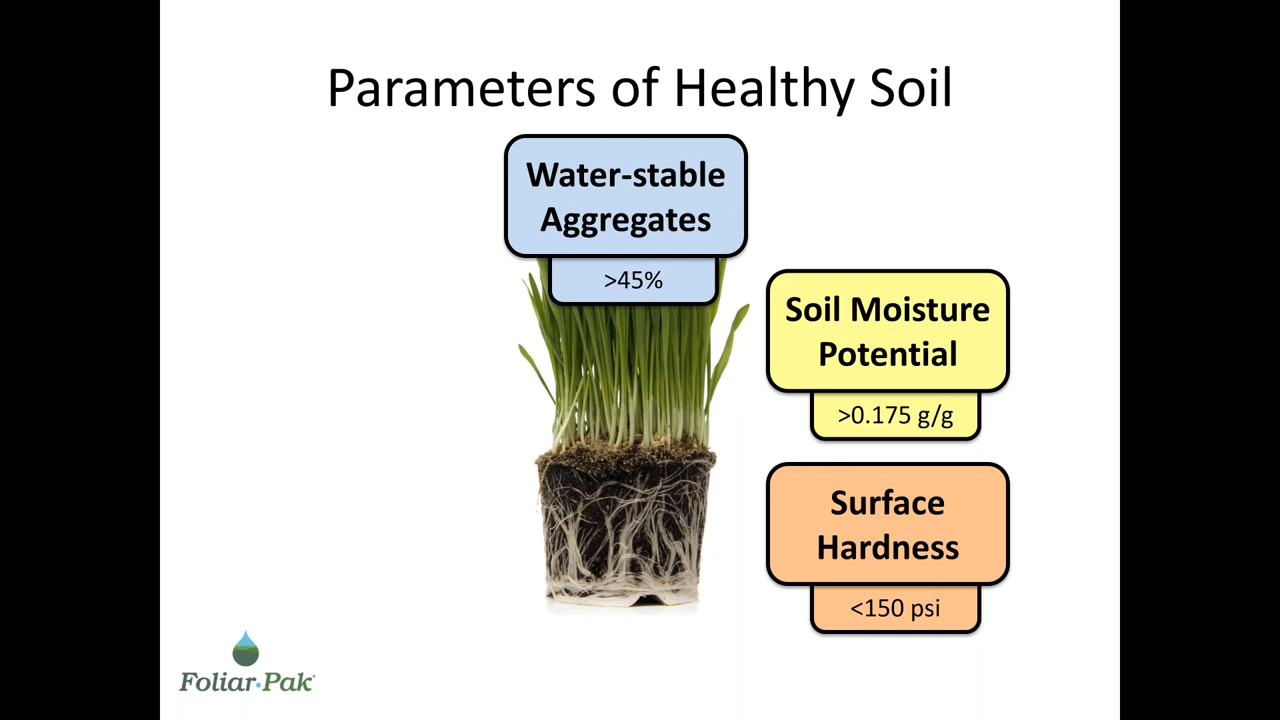 Parameters of Healthy Soil
Water-stable
Aggregates
>45%
Soil Moisture
Potential
>0.175 g/g
Surface
Hardness
<150 psi
Foliar·Pak